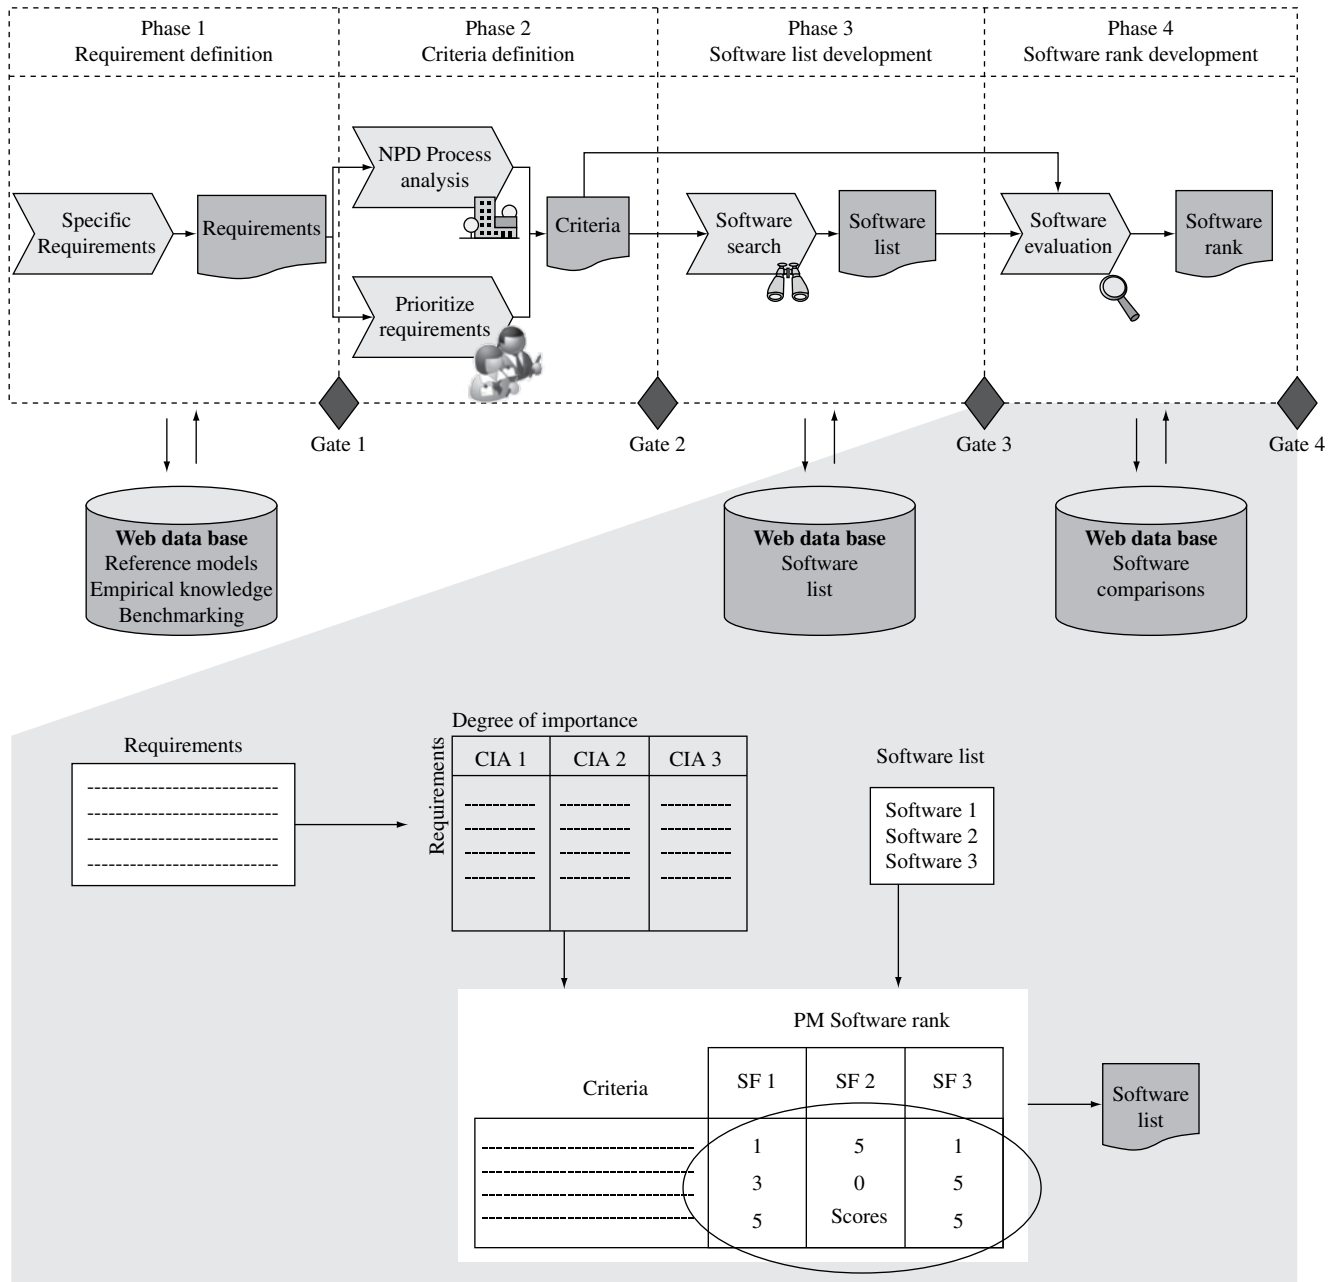 Phase 1
Requirement definition
Phase 2
Criteria definition
Phase 3
Software list development
Phase 4
Software rank development
Specific
Requirements
Requirements
NPD Process
analysis
Prioritize
requirements
Criteria
Software
search
Software
list
Software
evaluation
Software
rank
Gate 1
Gate 2
Gate 3
Gate 4
Web data base
Reference models
Empirical knowledge
Benchmarking
Web data base
Software
list
Web data base
Software
comparisons
Requirements
Degree of importance
Requirements
CIA 1
CIA 2
CIA 3
Software list
Software 1
Software 2
Software 3
PM Software rank
Criteria
SF 1
SF 2
SF 3
1
5
1
3
0
5
5
Scores
5
Software
list